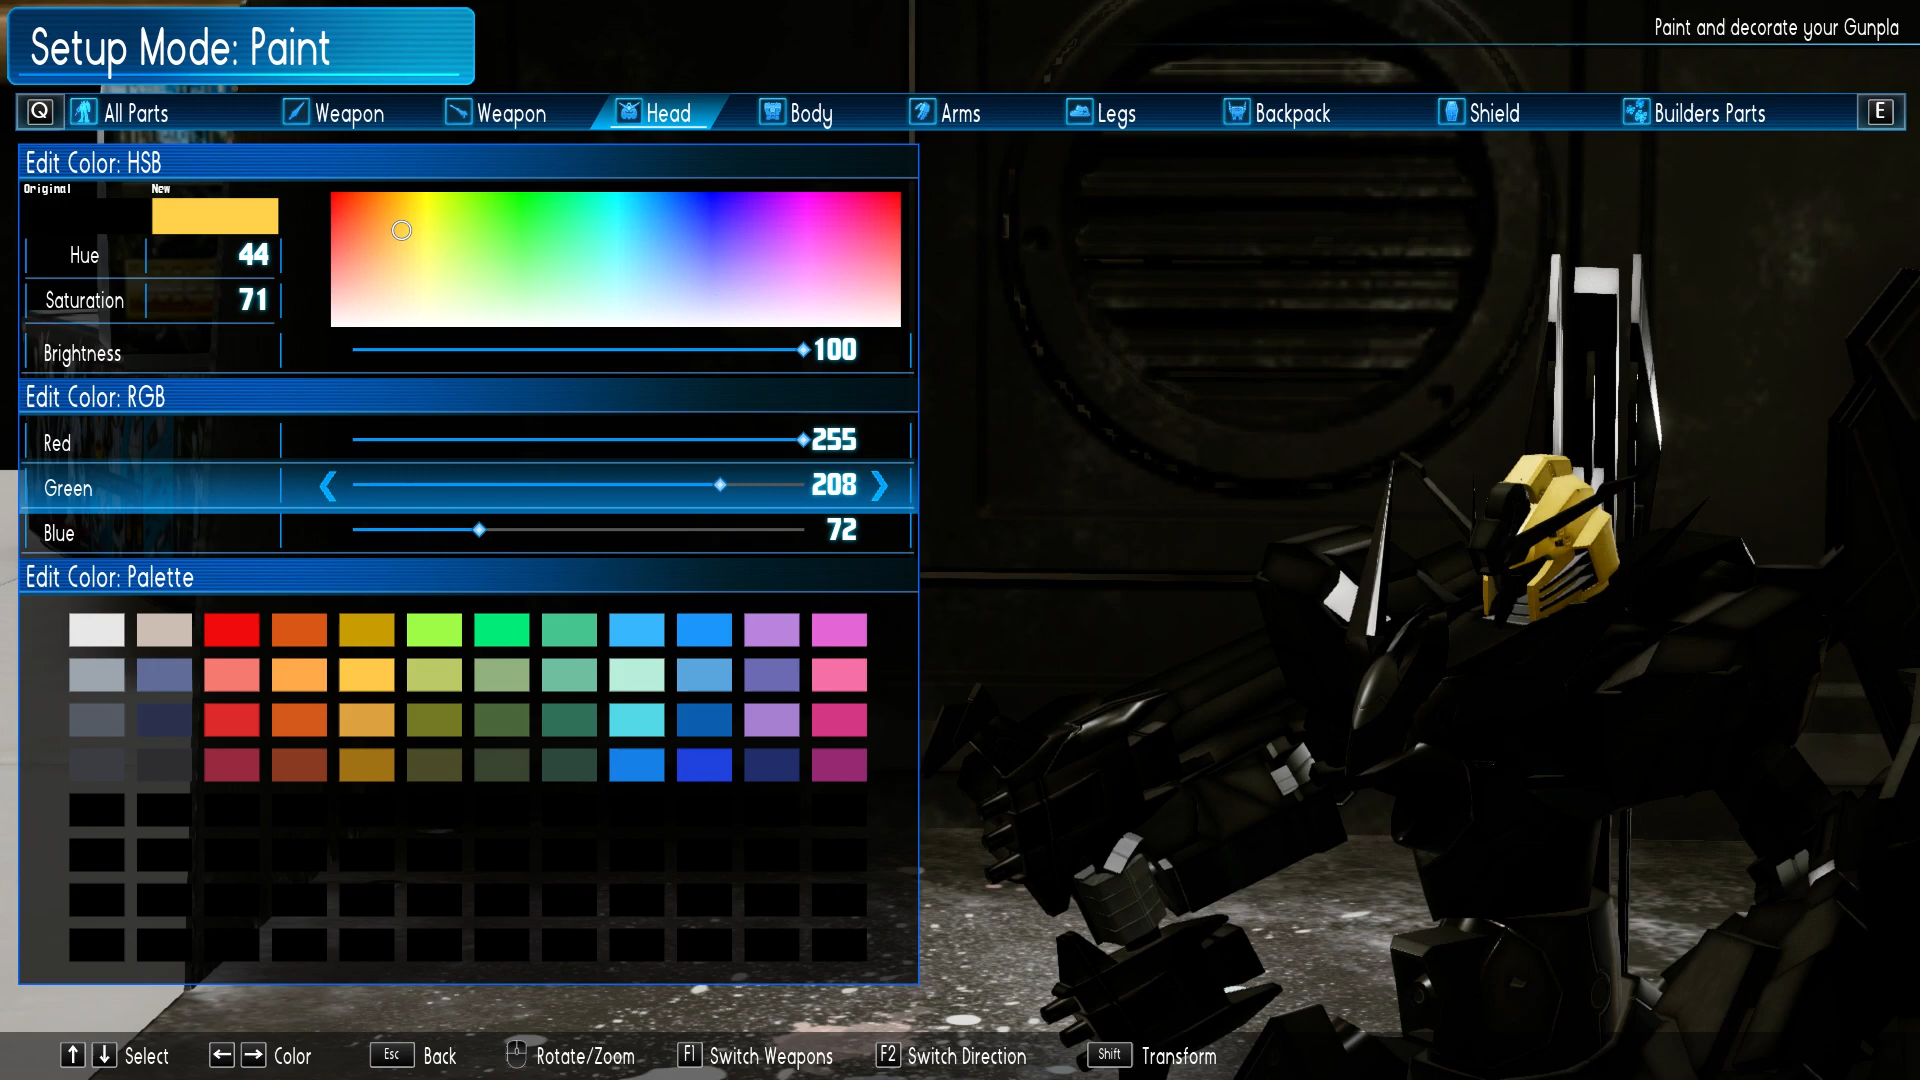 Setup Mode: Paint
Paint and decorate your Gunpla
Q All Parts Weapon Weapon Head Body Arms Legs Backpack Shield Builders Parts E
Edit Color: HSB
Original New
Hue 44
Saturation 71
Brightness 100
Edit Color: RGB
Red 255
Green 208
Blue 72
Edit Color: Palette
↑ ↓ Select ← → Color Esc Back Rotate/Zoom F1 Switch Weapons F2 Switch Direction Shift Transform